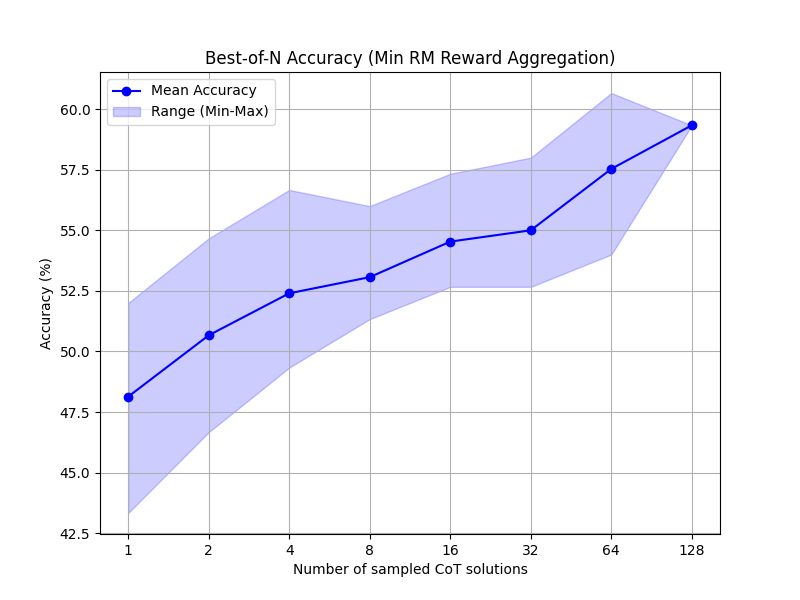 Best-of-N Accuracy (Min RM Reward Aggregation)
Mean Accuracy
Range (Min-Max)
60.0
57.5
55.0
52.5
50.0
47.5
45.0
42.5
Accuracy (%)
1 2 4 8 16 32 64 128
Number of sampled CoT solutions